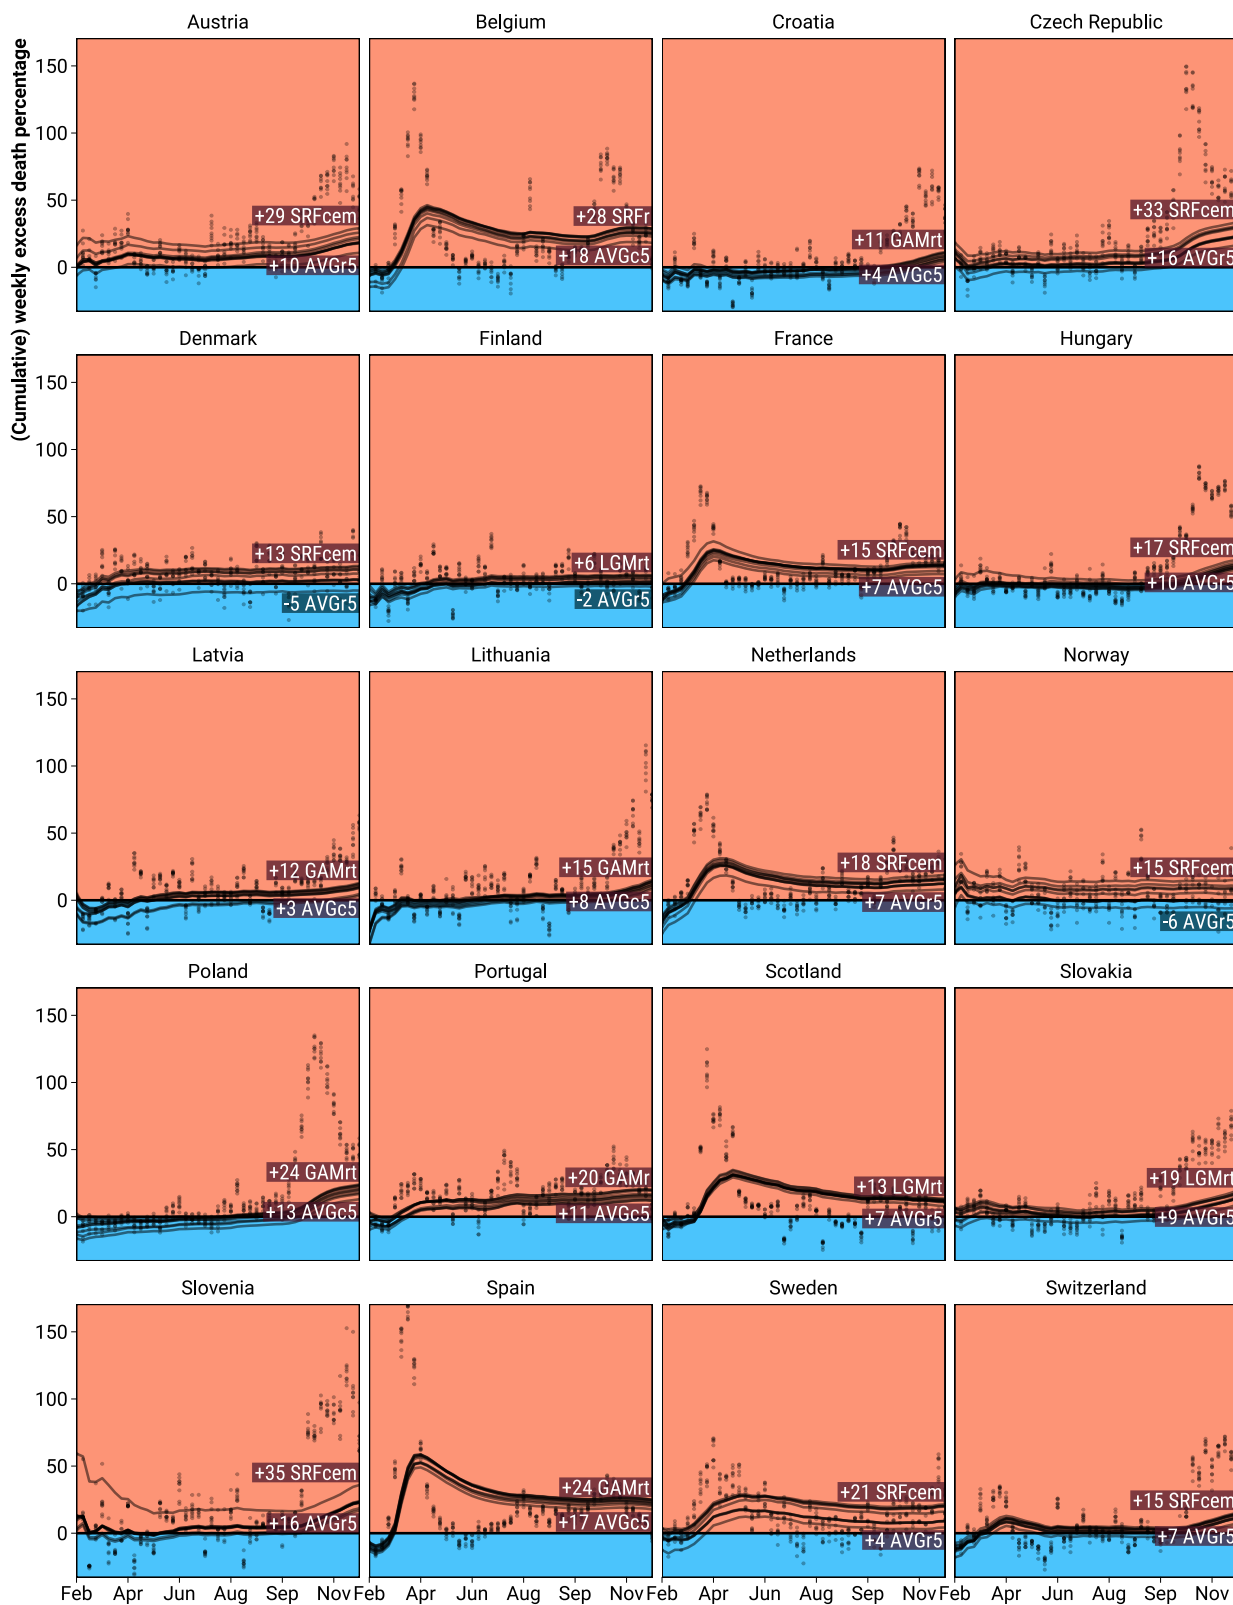 Austria Belgium Croatia Czech Republic
(Cumulative) weekly excess death percentage
150
100
50
0
+29 SRFcem
+10 AVGr5
+28 SRFr
+18 AVGc5
+11 GAMrt
+4 AVGc5
+33 SRFcem
+16 AVGr5
Denmark Finland France Hungary
150
100
50
0
+13 SRFcem
-5 AVGr5
+6 LGMrt
-2 AVGr5
+15 SRFcem
+7 AVGc5
+17 SRFcem
+10 AVGr5
Latvia Lithuania Netherlands Norway
150
100
50
0
+12 GAMrt
+3 AVGc5
+15 GAMrt
+8 AVGc5
+18 SRFcem
+7 AVGr5
+15 SRFcem
-6 AVGr5
Poland Portugal Scotland Slovakia
150
100
50
0
+24 GAMrt
+13 AVGc5
+20 GAMr
+11 AVGc5
+13 LGMrt
+7 AVGr5
+19 LGMrt
+9 AVGr5
Slovenia Spain Sweden Switzerland
150
100
50
0
+35 SRFcem
+16 AVGr5
+24 GAMrt
+17 AVGc5
+21 SRFcem
+4 AVGr5
+15 SRFcem
+7 AVGr5
Feb Apr Jun Aug Sep Nov Feb Apr Jun Aug Sep Nov Feb Apr Jun Aug Sep Nov Feb Apr Jun Aug Sep Nov